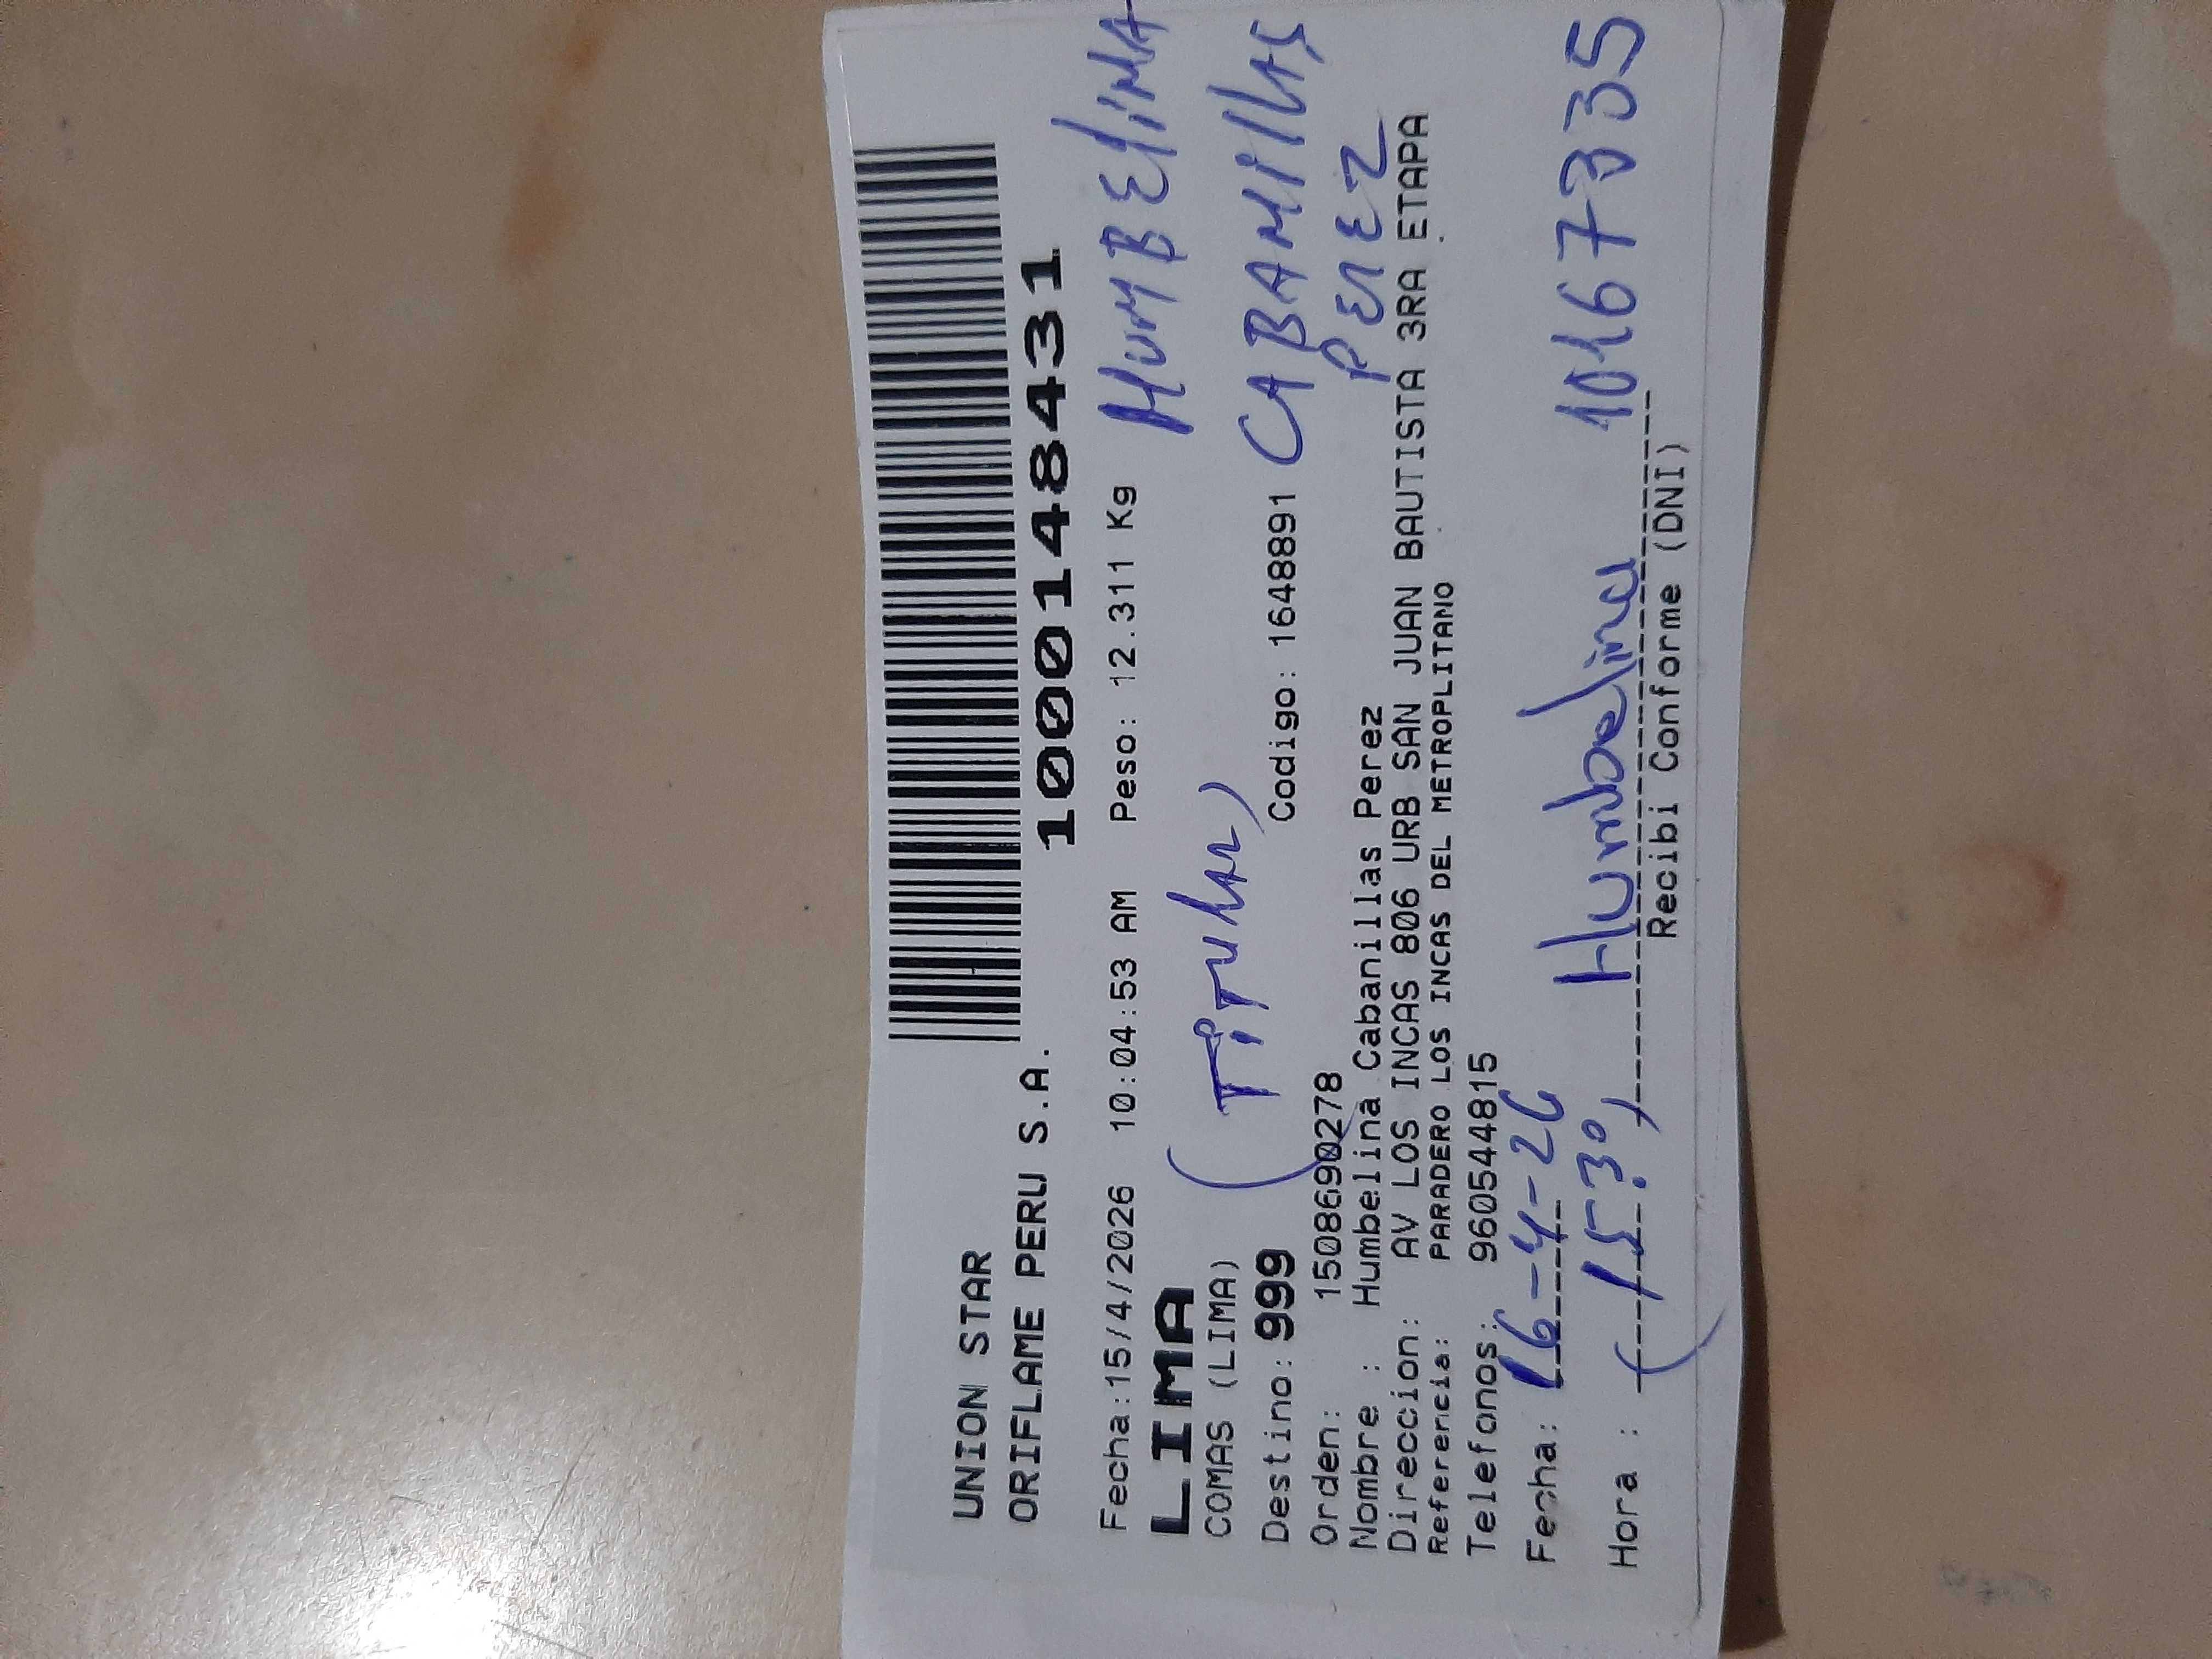 UNION STAR
ORIFLAME PERU S.A.
1000148431
Fecha:15/4/2026 10:04:53 AM Peso: 12.311 Kg
HUMBElinA
LIMA
COMAS (LIMA)
(TiTulAR)
Destino: 999 Codigo: 1648891
CABANIllAS
PEREZ
Orden: 1508690278
Nombre : Humbelina Cabanillas Perez
Direccion: AV LOS INCAS 806 URB SAN JUAN BAUTISTA 3RA ETAPA
Referencia: PARADERO LOS INCAS DEL METROPLITANO
Telefonos: 960544815
Fecha: 16-4-26
Hora : (15:30) Humbelina 10167335
Recibi Conforme (DNI)